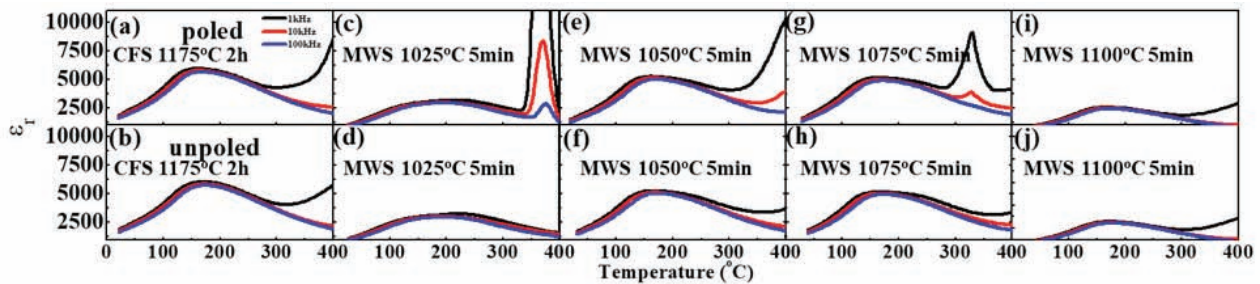 (a) poled
CFS 1175°C 2h
1kHz
10kHz
100kHz
(c)
MWS 1025°C 5min
(e)
MWS 1050°C 5min
(g)
MWS 1075°C 5min
(i)
MWS 1100°C 5min
10000
7500
5000
2500
εr
(b) unpoled
CFS 1175°C 2h
(d)
MWS 1025°C 5min
(f)
MWS 1050°C 5min
(h)
MWS 1075°C 5min
(j)
MWS 1100°C 5min
10000
7500
5000
2500
0 100 200 300 400 100 200 300 400 100 200 300 400 100 200 300 400 100 200 300 400
Temperature (°C)